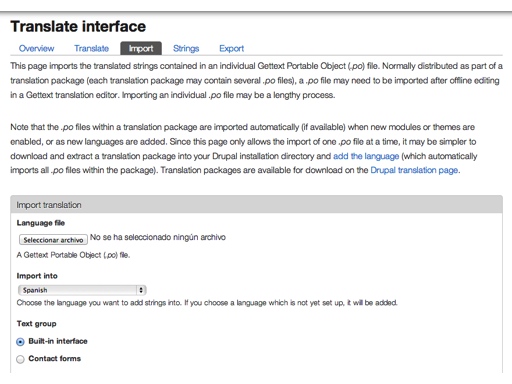 Translate interface
Overview Translate Import Strings Export
This page imports the translated strings contained in an individual Gettext Portable Object (.po) file. Normally distributed as part of a
translation package (each translation package may contain several .po files), a .po file may need to be imported after offline editing
in a Gettext translation editor. Importing an individual .po file may be a lengthy process.
Note that the .po files within a translation package are imported automatically (if available) when new modules or themes are
enabled, or as new languages are added. Since this page only allows the import of one .po file at a time, it may be simpler to
download and extract a translation package into your Drupal installation directory and add the language (which automatically
imports all .po files within the package). Translation packages are available for download on the Drupal translation page.
Import translation
Language file
Seleccionar archivo No se ha seleccionado ningún archivo
A Gettext Portable Object (.po) file.
Import into
Spanish
Choose the language you want to add strings into. If you choose a language which is not yet set up, it will be added.
Text group
Built-in interface
Contact forms